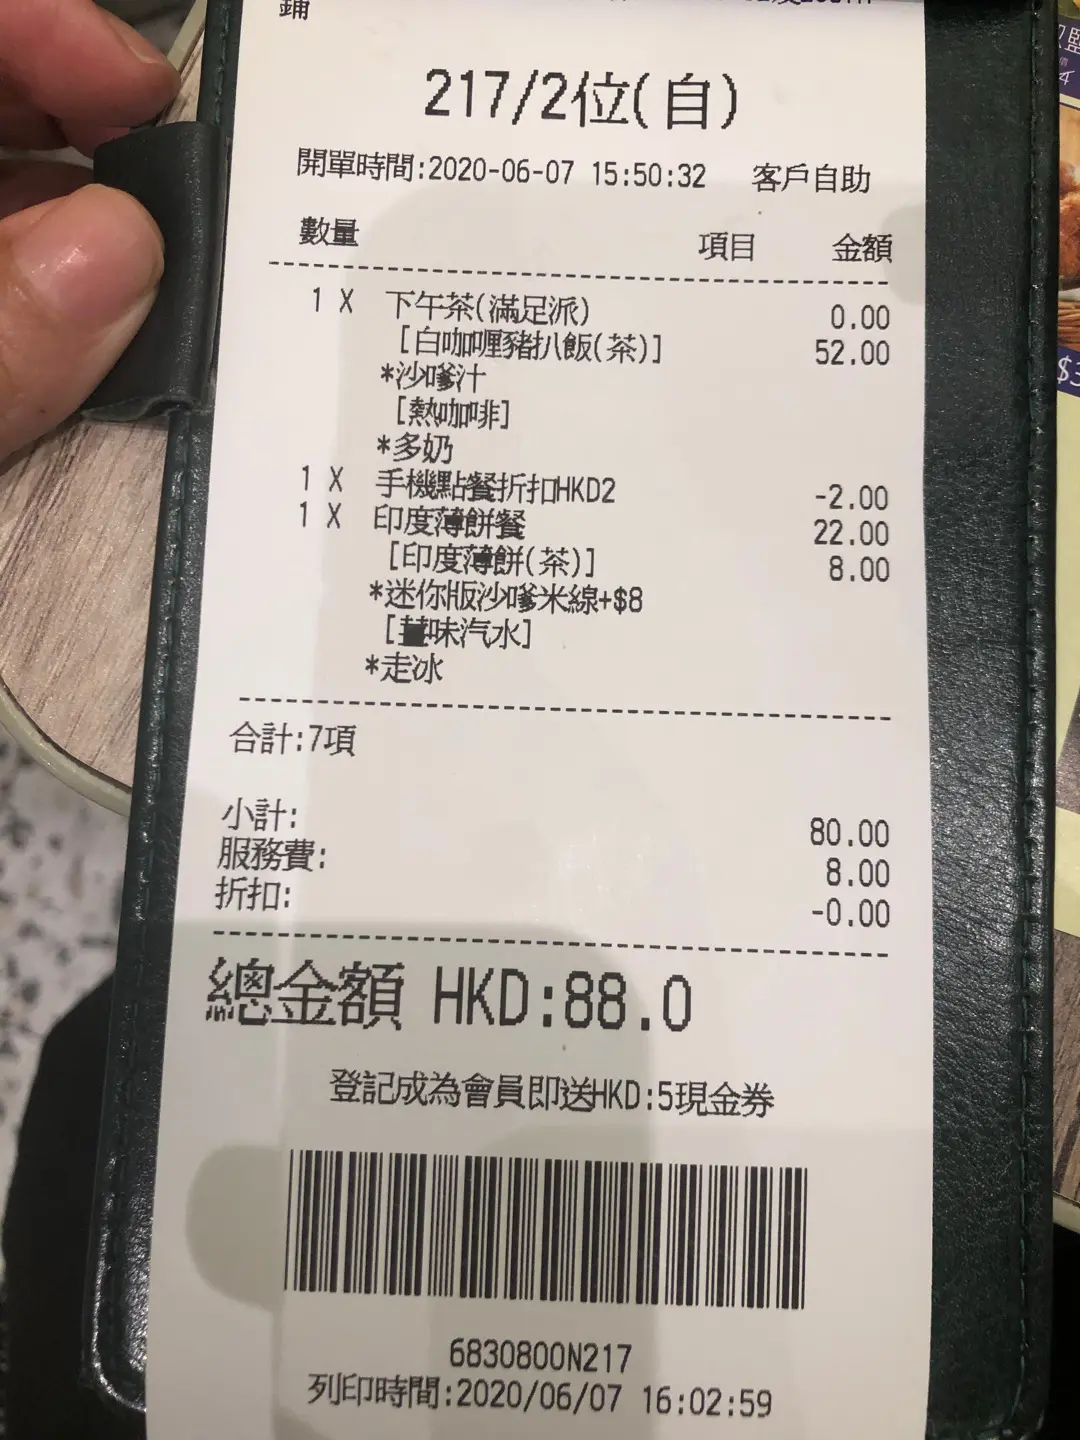 鋪
217/2位(自)
開單時間:2020-06-07 15:50:32 客戶自助
數量 項目 金額
1 X 下午茶(滿足派) 0.00
[白咖喱豬扒飯(茶)] 52.00
*沙嗲汁
[熱咖啡]
*多奶
1 X 手機點餐折扣HKD2 -2.00
1 X 印度薄餅餐 22.00
[印度薄餅(茶)] 8.00
*迷你版沙嗲米線+$8
[薑味汽水]
*走冰
合計:7項
小計: 80.00
服務費: 8.00
折扣: -0.00
總金額 HKD:88.0
登記成為會員即送HKD:5現金券
6830800N217
列印時間:2020/06/07 16:02:59